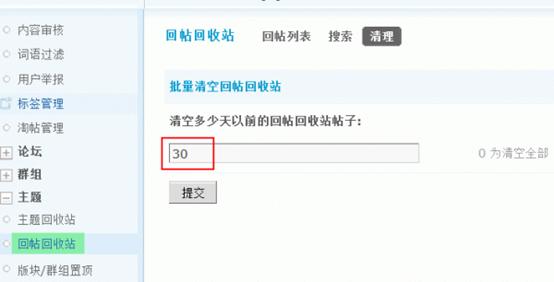 内容审核
词语过滤
用户举报
标签管理
淘帖管理
论坛
群组
主题
主题回收站
回帖回收站
版块/群组置顶
回帖回收站 回帖列表 搜索 清理
批量清空回帖回收站
清空多少天以前的回帖回收站帖子:
30 0 为清空全部
提交